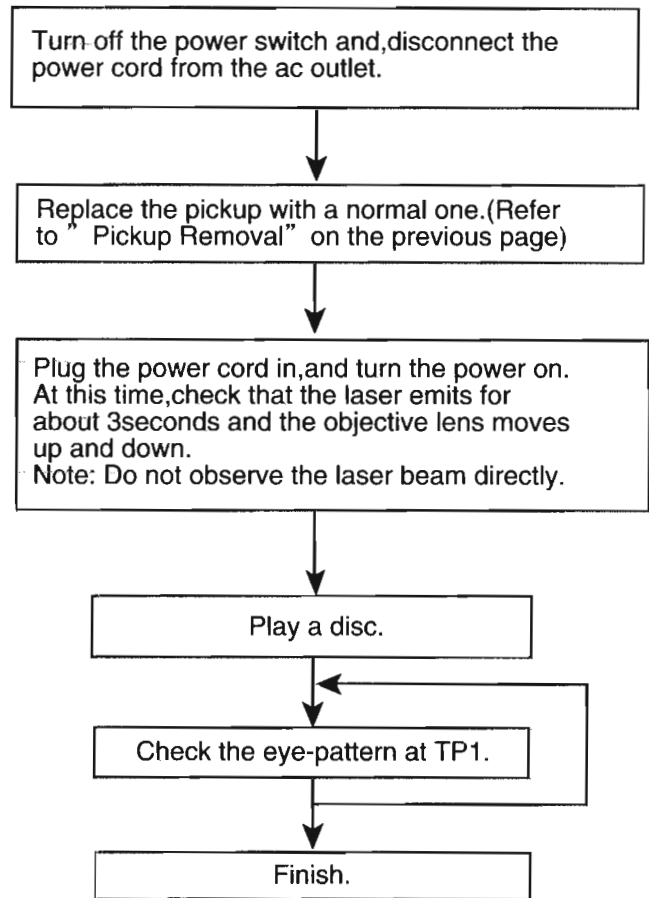 Turn off the power switch and,disconnect the
power cord from the ac outlet.
Replace the pickup with a normal one.(Refer
to " Pickup Removal" on the previous page)
Plug the power cord in,and turn the power on.
At this time,check that the laser emits for
about 3seconds and the objective lens moves
up and down.
Note: Do not observe the laser beam directly.
Play a disc.
Check the eye-pattern at TP1.
Finish.